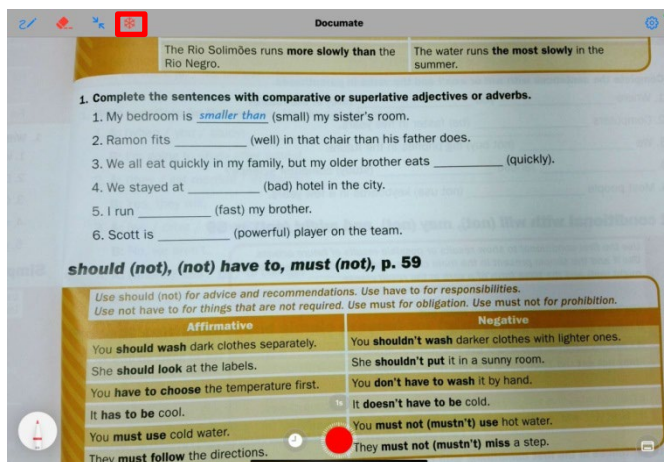 Documate
The Rio Solimões runs more slowly than the
Rio Negro.
The water runs the most slowly in the
summer.
1. Complete the sentences with comparative or superlative adjectives or adverbs.
1. My bedroom is smaller than (small) my sister's room.
2. Ramon fits __________ (well) in that chair than his father does.
3. We all eat quickly in my family, but my older brother eats __________ (quickly).
4. We stayed at __________ (bad) hotel in the city.
5. I run __________ (fast) my brother.
6. Scott is __________ (powerful) player on the team.
should (not), (not) have to, must (not), p. 59
Use should (not) for advice and recommendations. Use have to for responsibilities.
Use not have to for things that are not required. Use must for obligation. Use must not for prohibition.
Affirmative
Negative
You should wash dark clothes separately.
You shouldn't wash darker clothes with lighter ones.
She should look at the labels.
She shouldn't put it in a sunny room.
You have to choose the temperature first.
You don't have to wash it by hand.
It has to be cool.
1s
It doesn't have to be cold.
You must use cold water.
You must not (mustn't) use hot water.
They must follow the directions.
They must not (mustn't) miss a step.